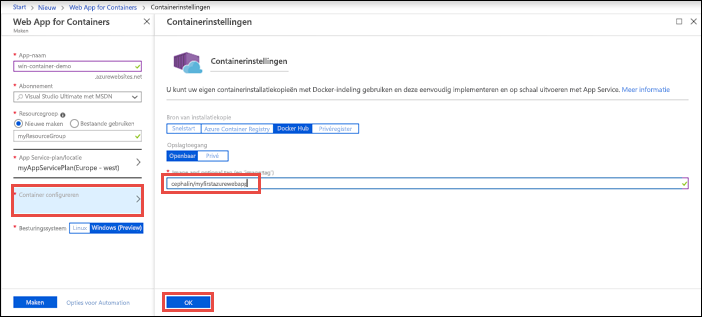 Start > Nieuw > Web App for Containers > Containerinstellingen
Web App for Containers
Maken
* App-naam
win-container-demo
.azurewebsites.net
* Abonnement
Visual Studio Ultimate met MSDN
* Resourcegroep
Nieuwe maken
Bestaande gebruiken
myResourceGroup
* App Service-plan/locatie
myAppServicePlan(Europe - west)
* Container configureren
* Besturingssysteem
Linux
Windows (Preview)
Maken
Opties voor Automation
Containerinstellingen
Containerinstellingen
U kunt uw eigen containerinstallatiekopieën met Docker-indeling gebruiken en deze eenvoudig implementeren en op schaal uitvoeren met App Service. Meer informatie
Bron van installatiekopie
Snelstart
Azure Container Registry
Docker Hub
Privéregister
Opslagtoegang
Openbaar
Privé
cephalin/myfirstazurewebapp
OK